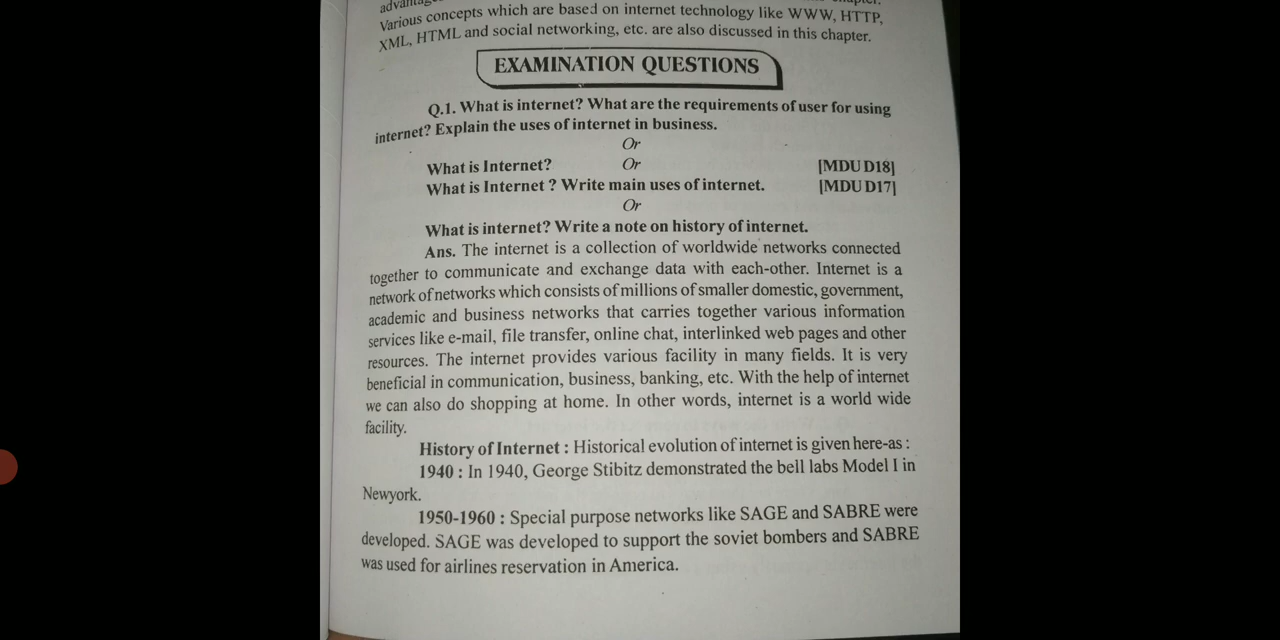 Various concepts which are based on internet technology like WWW, HTTP,
XML, HTML and social networking, etc. are also discussed in this chapter.
EXAMINATION QUESTIONS
Q.1. What is internet? What are the requirements of user for using
internet? Explain the uses of internet in business.
Or
What is Internet? Or [MDU D18]
What is Internet ? Write main uses of internet. [MDU D17]
Or
What is internet? Write a note on history of internet.
Ans. The internet is a collection of worldwide networks connected
together to communicate and exchange data with each-other. Internet is a
network of networks which consists of millions of smaller domestic, government,
academic and business networks that carries together various information
services like e-mail, file transfer, online chat, interlinked web pages and other
resources. The internet provides various facility in many fields. It is very
beneficial in communication, business, banking, etc. With the help of internet
we can also do shopping at home. In other words, internet is a world wide
facility.
History of Internet : Historical evolution of internet is given here-as :
1940 : In 1940, George Stibitz demonstrated the bell labs Model I in
Newyork.
1950-1960 : Special purpose networks like SAGE and SABRE were
developed. SAGE was developed to support the soviet bombers and SABRE
was used for airlines reservation in America.